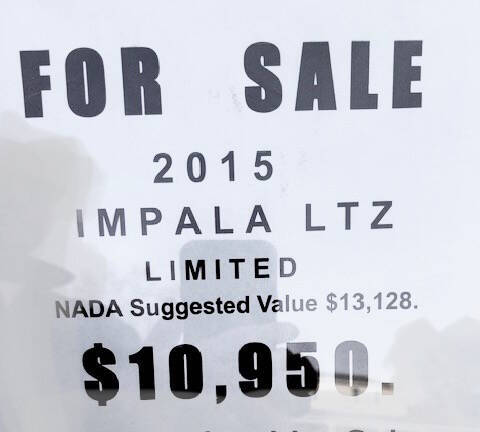 FOR SALE
2015
IMPALA LTZ
LIMITED
NADA Suggested Value $13,128.
$10,950.